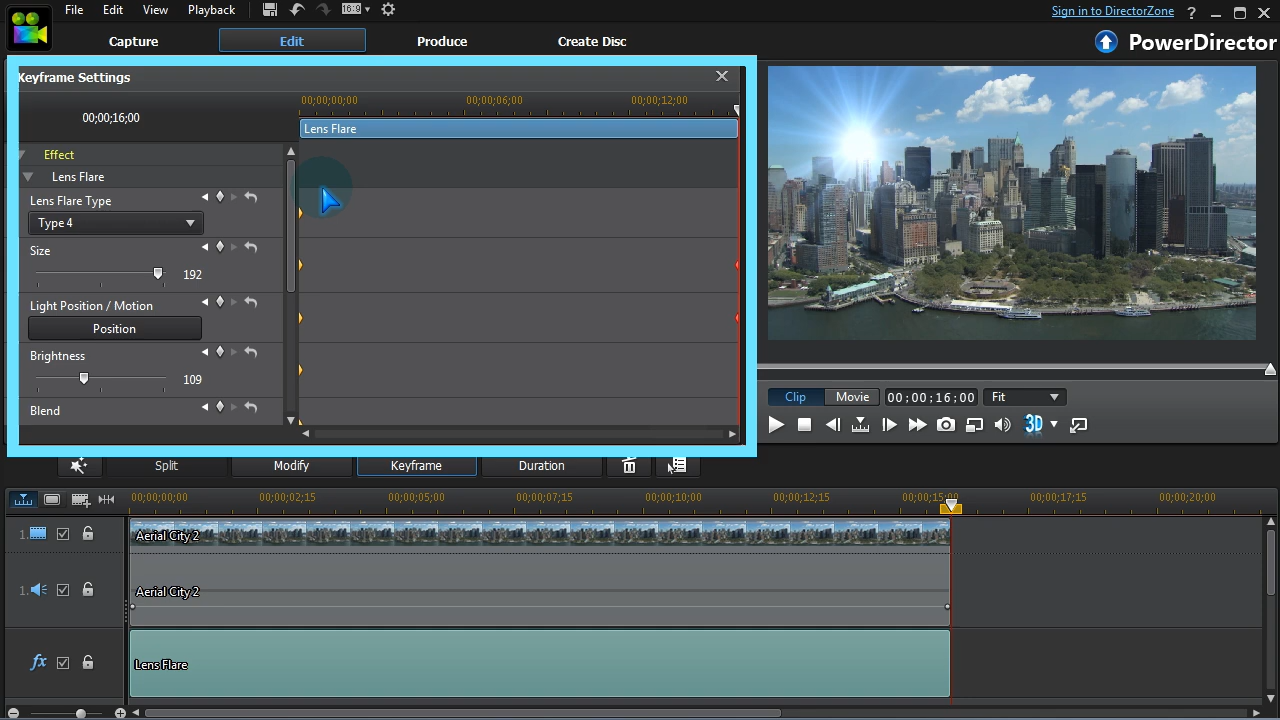 File Edit View Playback 16:9 Sign in to DirectorZone ?
Capture Edit Produce Create Disc PowerDirector
Keyframe Settings
00;00;00;00 00;00;06;00 00;00;12;00
00;00;16;00
Lens Flare
Effect
Lens Flare
Lens Flare Type
Type 4
Size
192
Light Position / Motion
Position
Brightness
109
Blend
Clip Movie 00;00;16;00 Fit
3D
Split Modify Keyframe Duration
00;00;00;00 00;00;02;15 00;00;05;00 00;00;07;15 00;00;10;00 00;00;12;15 00;00;15;00 00;00;17;15 00;00;20;00
1. Aerial City 2
1. Aerial City 2
fx Lens Flare